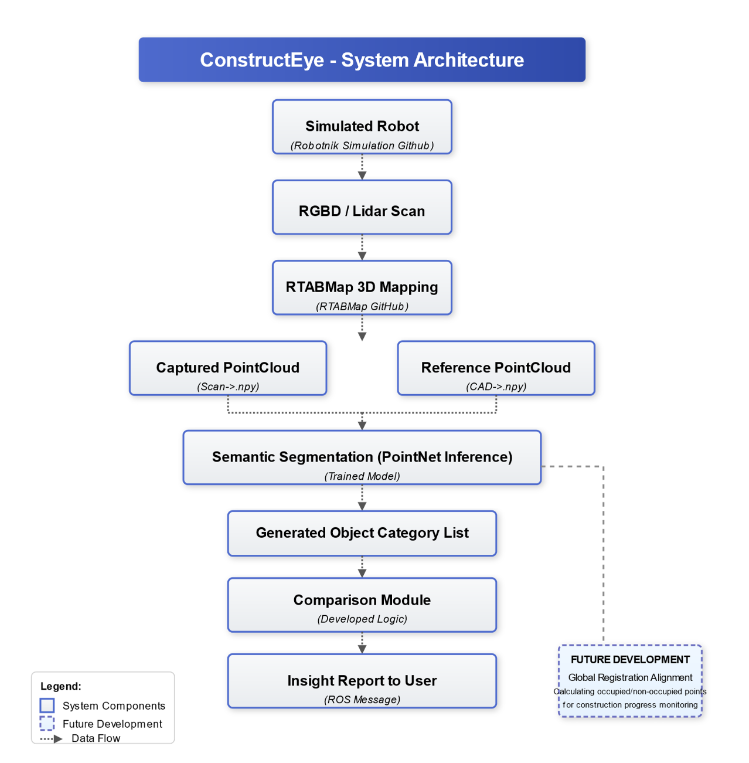 ConstructEye - System Architecture
Simulated Robot
(Robotnik Simulation Github)
RGBD / Lidar Scan
RTABMap 3D Mapping
(RTABMap GitHub)
Captured PointCloud
(Scan->.npy)
Reference PointCloud
(CAD->.npy)
Semantic Segmentation (PointNet Inference)
(Trained Model)
Generated Object Category List
Comparison Module
(Developed Logic)
Insight Report to User
(ROS Message)
FUTURE DEVELOPMENT
Global Registration Alignment
Calculating occupied/non-occupied points
for construction progress monitoring
Legend:
System Components
Future Development
Data Flow